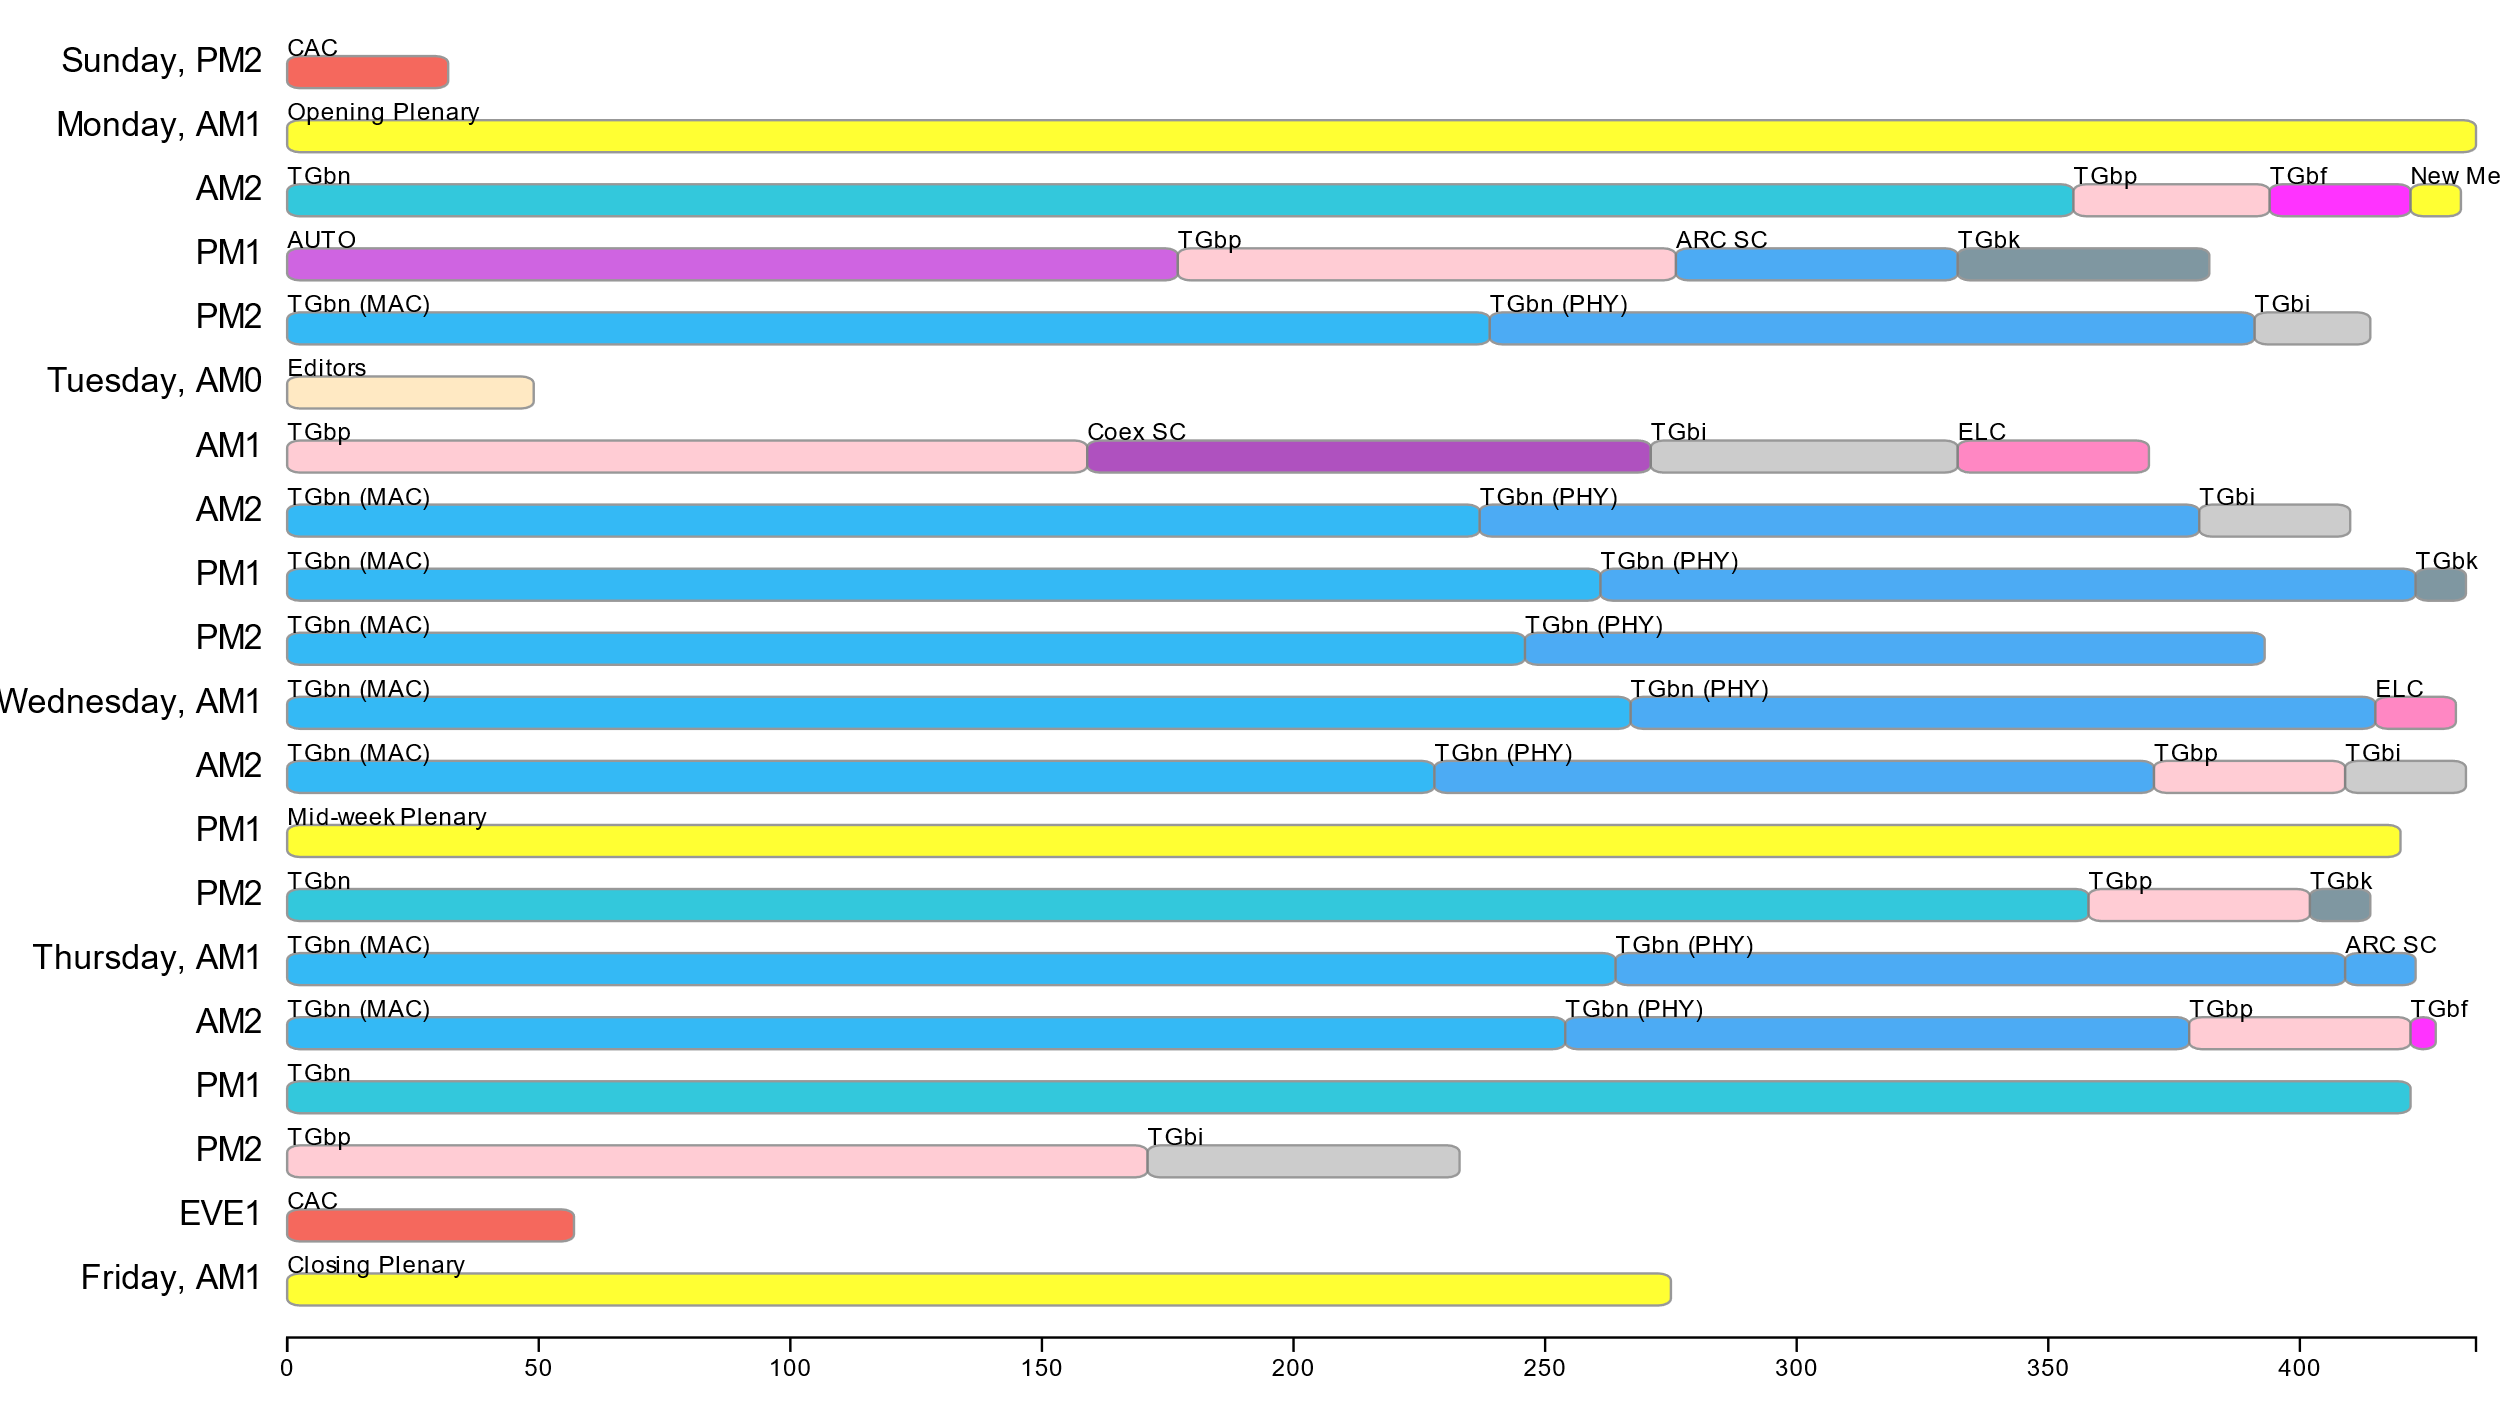 Sunday, PM2
CAC
Monday, AM1
Opening Plenary
AM2
TGbn TGbp TGbf New Me
PM1
AUTO TGbp ARC SC TGbk
PM2
TGbn (MAC) TGbn (PHY) TGbi
Tuesday, AM0
Editors
AM1
TGbp Coex SC TGbi ELC
AM2
TGbn (MAC) TGbn (PHY) TGbi
PM1
TGbn (MAC) TGbn (PHY) TGbk
PM2
TGbn (MAC) TGbn (PHY)
Wednesday, AM1
TGbn (MAC) TGbn (PHY) ELC
AM2
TGbn (MAC) TGbn (PHY) TGbp TGbi
PM1
Mid-week Plenary
PM2
TGbn TGbp TGbk
Thursday, AM1
TGbn (MAC) TGbn (PHY) ARC SC
AM2
TGbn (MAC) TGbn (PHY) TGbp TGbf
PM1
TGbn
PM2
TGbp TGbi
EVE1
CAC
Friday, AM1
Closing Plenary
0 50 100 150 200 250 300 350 400